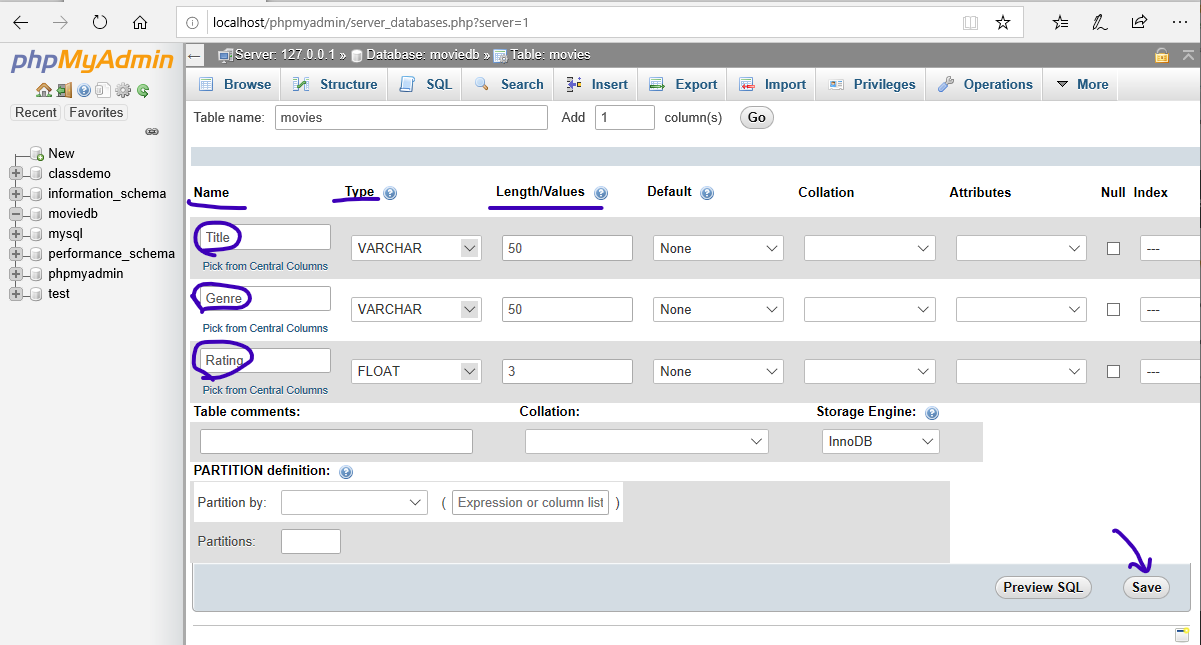 localhost/phpmyadmin/server_databases.php?server=1
phpMyAdmin
Recent Favorites
New
classdemo
information_schema
moviedb
mysql
performance_schema
phpmyadmin
test
Server: 127.0.0.1 » Database: moviedb » Table: movies
Browse Structure SQL Search Insert Export Import Privileges Operations More
Table name: movies Add 1 column(s) Go
Name Type Length/Values Default Collation Attributes Null Index
Title VARCHAR 50 None ---
Pick from Central Columns
Genre VARCHAR 50 None ---
Pick from Central Columns
Rating FLOAT 3 None ---
Pick from Central Columns
Table comments: Collation: Storage Engine:
InnoDB
PARTITION definition:
Partition by: ( Expression or column list )
Partitions:
Preview SQL Save